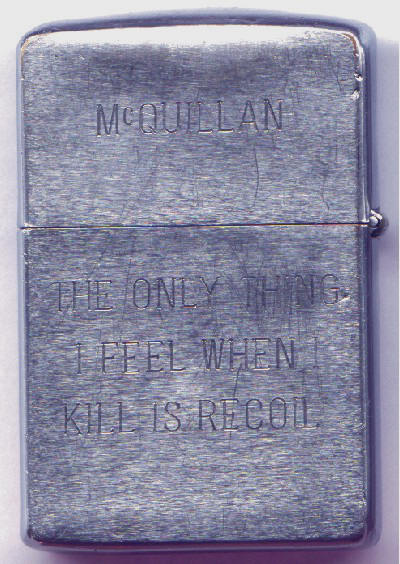 McQUILLAN
THE ONLY THING
I FEEL WHEN I
KILL IS RECOIL